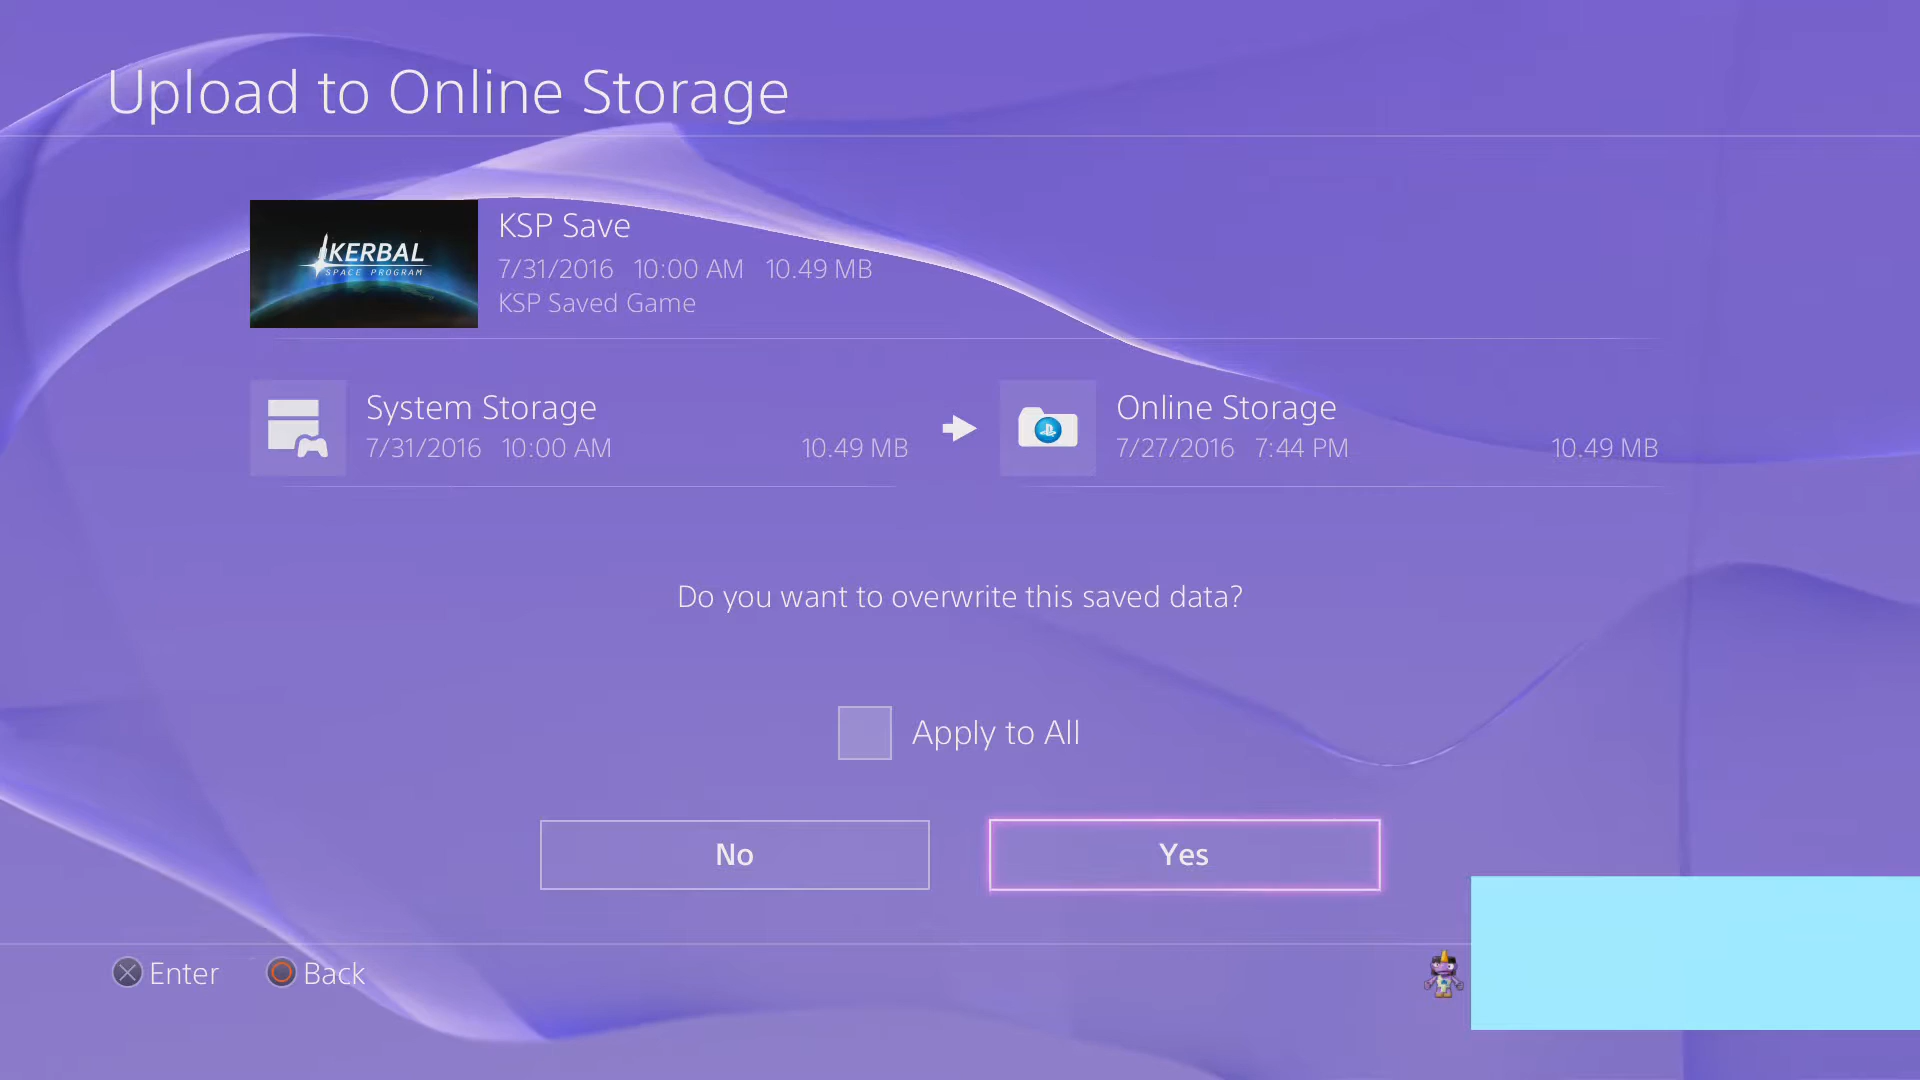 Upload to Online Storage
KERBAL
SPACE PROGRAM
KSP Save
7/31/2016 10:00 AM 10.49 MB
KSP Saved Game
System Storage
7/31/2016 10:00 AM 10.49 MB
Online Storage
7/27/2016 7:44 PM 10.49 MB
Do you want to overwrite this saved data?
Apply to All
No
Yes
Enter
Back